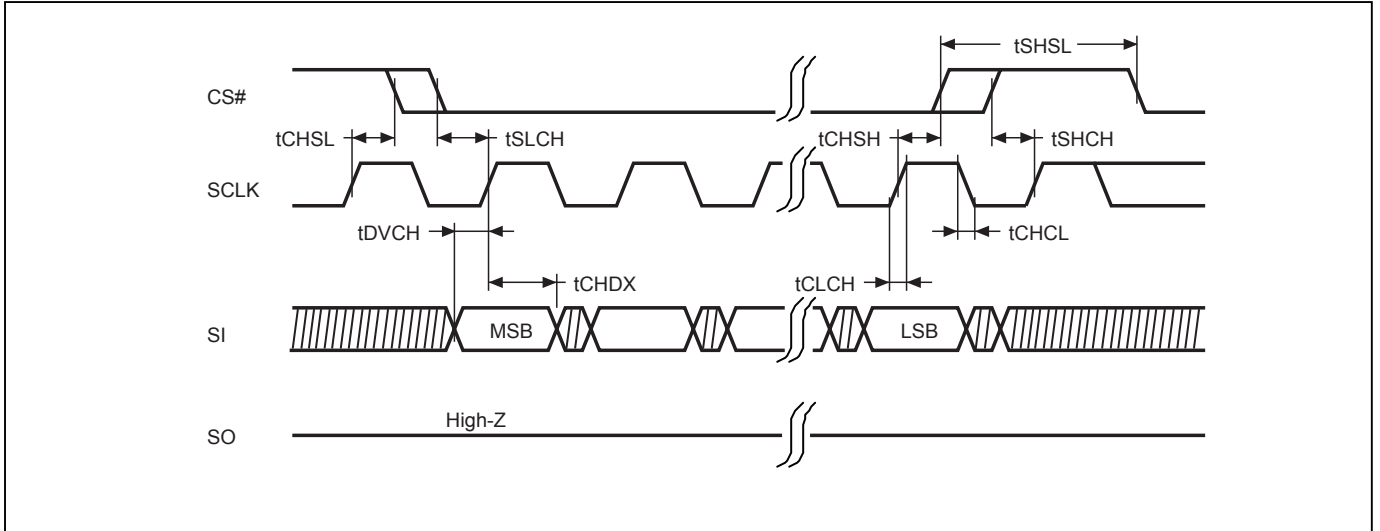 tSHSL
CS#
tCHSL
tSLCH
tCHSH
tSHCH
SCLK
tDVCH
tCHCL
tCHDX
tCLCH
SI
MSB
LSB
High-Z
SO